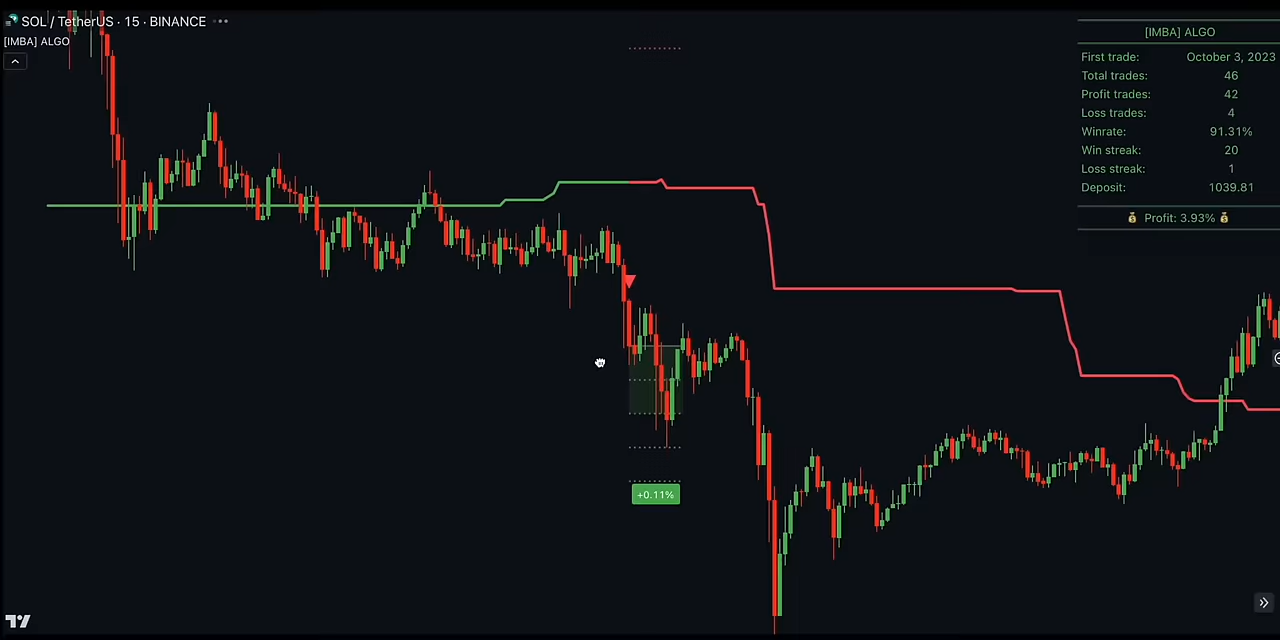 SOL / TetherUS · 15 · BINANCE
[IMBA] ALGO
[IMBA] ALGO
First trade: October 3, 2023
Total trades: 46
Profit trades: 42
Loss trades: 4
Winrate: 91.31%
Win streak: 20
Loss streak: 1
Deposit: 1039.81
💰 Profit: 3.93% 💰
+0.11%